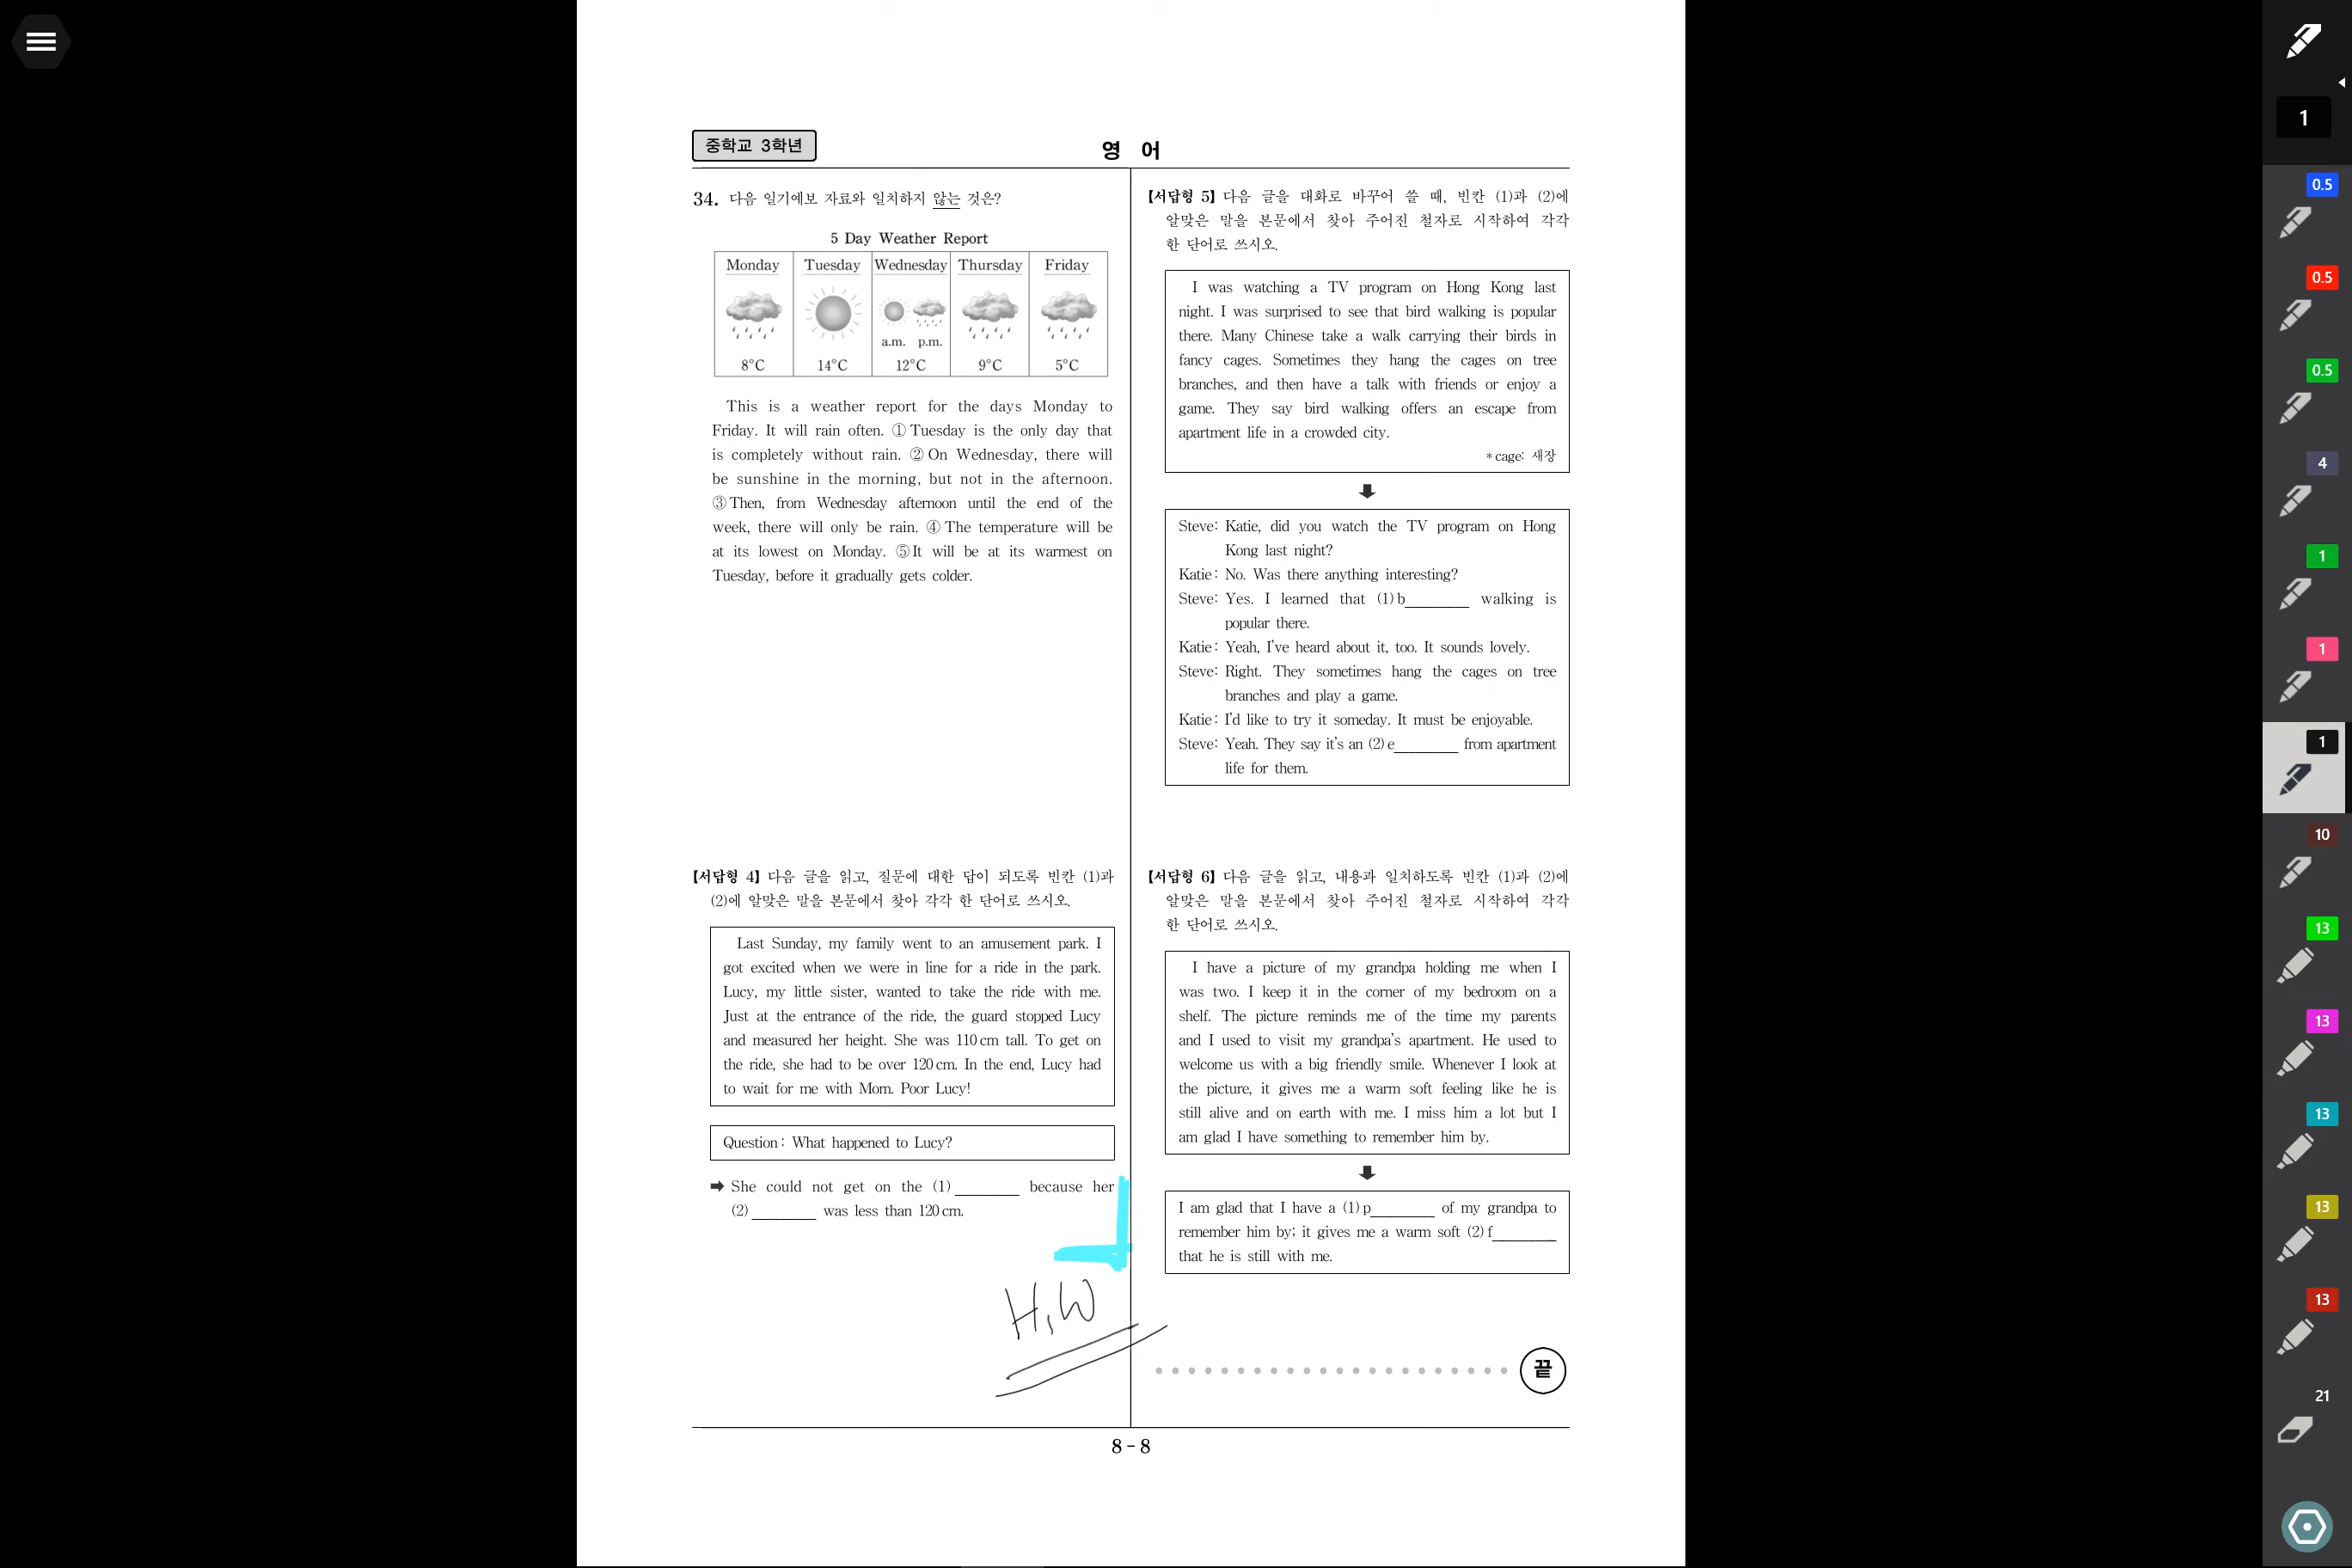 중학교 3학년
영 어
34. 다음 일기예보 자료와 일치하지 않는 것은?
5 Day Weather Report
Monday Tuesday Wednesday Thursday Friday
a.m. p.m.
8°C 14°C 12°C 9°C 5°C
This is a weather report for the days Monday to
Friday. It will rain often. ① Tuesday is the only day that
is completely without rain. ② On Wednesday, there will
be sunshine in the morning, but not in the afternoon.
③ Then, from Wednesday afternoon until the end of the
week, there will only be rain. ④ The temperature will be
at its lowest on Monday. ⑤ It will be at its warmest on
Tuesday, before it gradually gets colder.
【서답형 4】 다음 글을 읽고, 질문에 대한 답이 되도록 빈칸 (1)과
(2)에 알맞은 말을 본문에서 찾아 각각 한 단어로 쓰시오.
Last Sunday, my family went to an amusement park. I
got excited when we were in line for a ride in the park.
Lucy, my little sister, wanted to take the ride with me.
Just at the entrance of the ride, the guard stopped Lucy
and measured her height. She was 110 cm tall. To get on
the ride, she had to be over 120 cm. In the end, Lucy had
to wait for me with Mom. Poor Lucy!
Question : What happened to Lucy?
➡ She could not get on the (1)________ because her
(2)________ was less than 120 cm.
H,W
【서답형 5】 다음 글을 대화로 바꾸어 쓸 때, 빈칸 (1)과 (2)에
알맞은 말을 본문에서 찾아 주어진 철자로 시작하여 각각
한 단어로 쓰시오.
I was watching a TV program on Hong Kong last
night. I was surprised to see that bird walking is popular
there. Many Chinese take a walk carrying their birds in
fancy cages. Sometimes they hang the cages on tree
branches, and then have a talk with friends or enjoy a
game. They say bird walking offers an escape from
apartment life in a crowded city.
* cage: 새장
Steve: Katie, did you watch the TV program on Hong
Kong last night?
Katie : No. Was there anything interesting?
Steve: Yes. I learned that (1) b________ walking is
popular there.
Katie : Yeah, I've heard about it, too. It sounds lovely.
Steve: Right. They sometimes hang the cages on tree
branches and play a game.
Katie : I'd like to try it someday. It must be enjoyable.
Steve: Yeah. They say it's an (2) e________ from apartment
life for them.
【서답형 6】 다음 글을 읽고, 내용과 일치하도록 빈칸 (1)과 (2)에
알맞은 말을 본문에서 찾아 주어진 철자로 시작하여 각각
한 단어로 쓰시오.
I have a picture of my grandpa holding me when I
was two. I keep it in the corner of my bedroom on a
shelf. The picture reminds me of the time my parents
and I used to visit my grandpa's apartment. He used to
welcome us with a big friendly smile. Whenever I look at
the picture, it gives me a warm soft feeling like he is
still alive and on earth with me. I miss him a lot but I
am glad I have something to remember him by.
I am glad that I have a (1) p________ of my grandpa to
remember him by; it gives me a warm soft (2) f________
that he is still with me.
끝
8 - 8
1
0.5
0.5
0.5
4
1
1
1
10
13
13
13
13
13
21